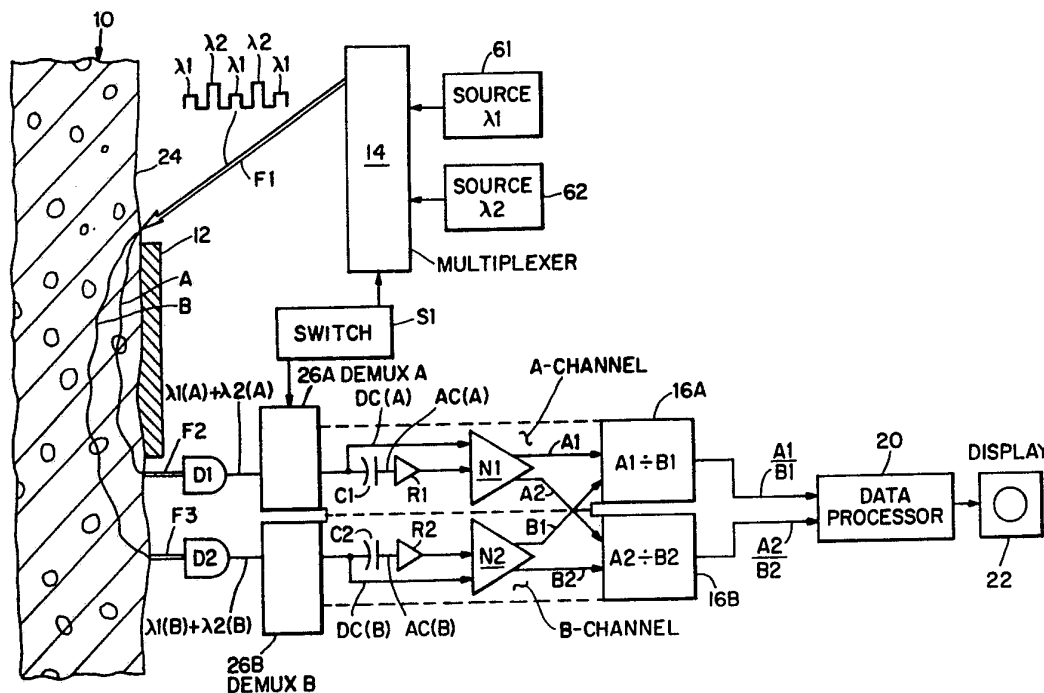 10
λ1
λ2
λ1
λ2
λ1
F1
24
12
A
B
14
MULTIPLEXER
61
SOURCE
λ1
SOURCE
λ2
62
SWITCH
S1
λ1(A)+λ2(A)
F2
D1
26A DEMUX A
DC(A)
AC(A)
C1
R1
A-CHANNEL
N1
A1
A2
16A
A1÷B1
A1
B1
20
DATA
PROCESSOR
DISPLAY
22
F3
D2
λ1(B)+λ2(B)
26B
DEMUX B
C2
R2
DC(B)
AC(B)
N2
B1
B2
B-CHANNEL
A2÷B2
16B
A2
B2